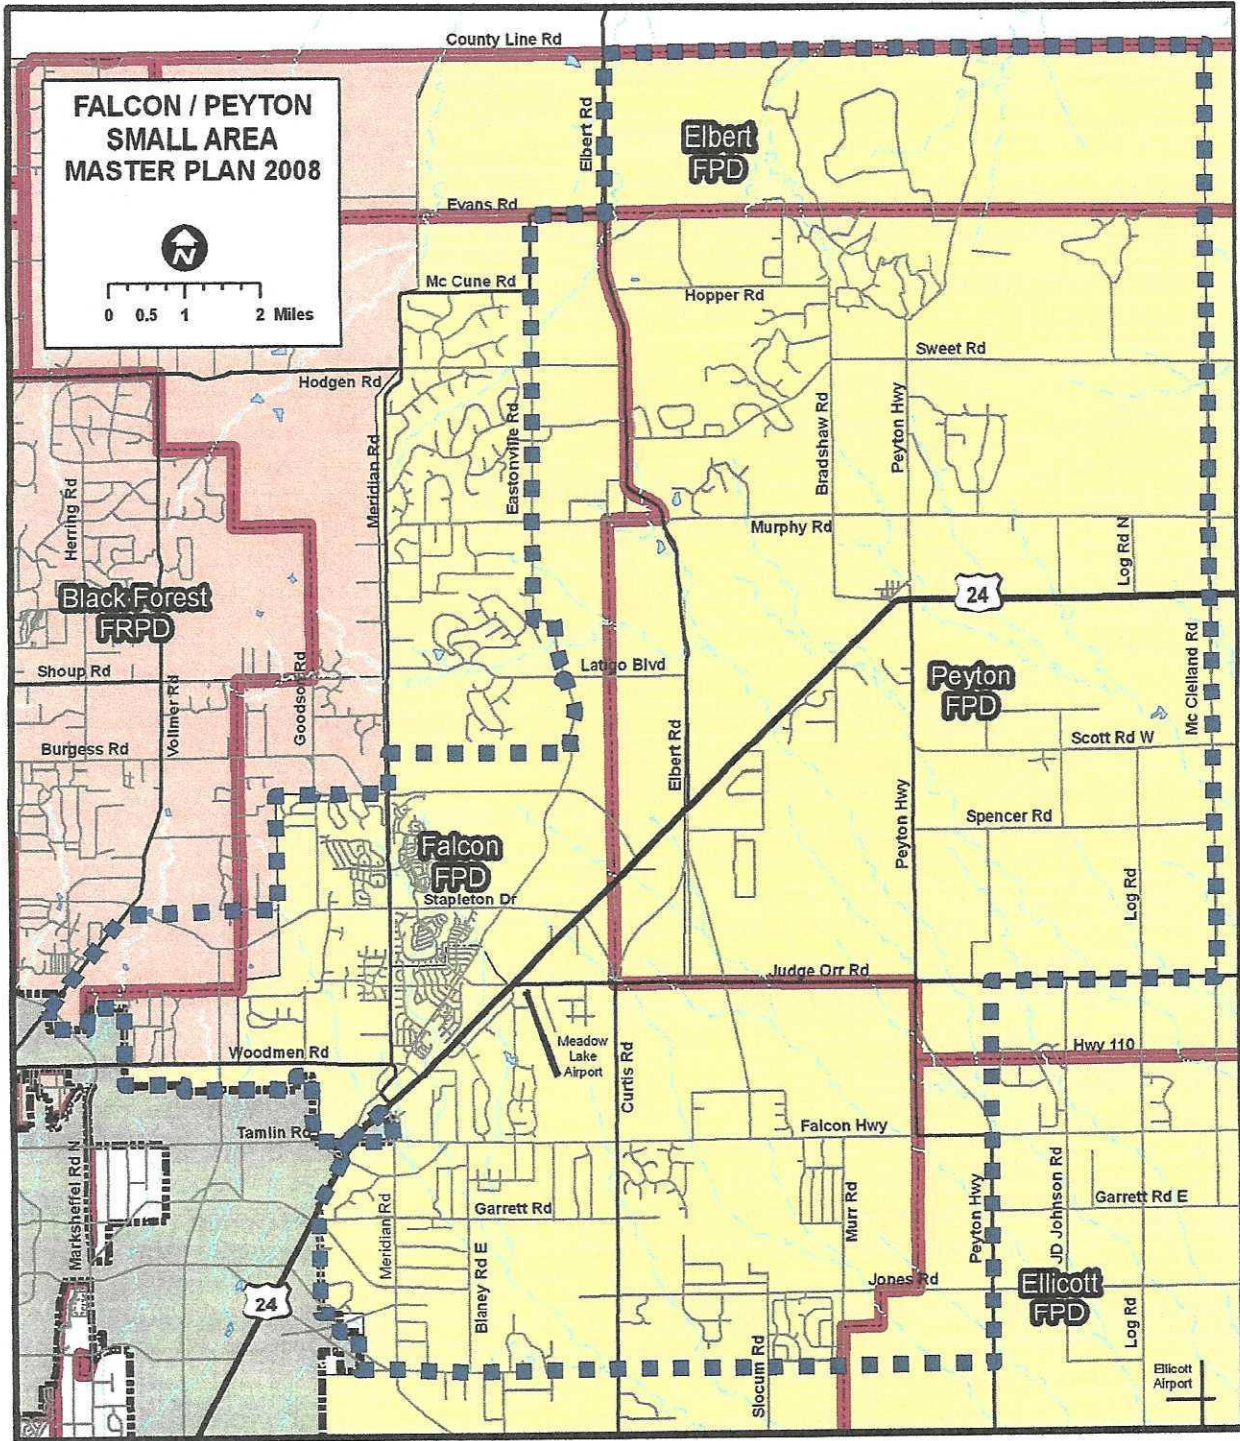 County Line Rd
FALCON / PEYTON
SMALL AREA
MASTER PLAN 2008
N
0 0.5 1 2 Miles
Elbert Rd
Elbert
FPD
Evans Rd
Mc Cune Rd
Hopper Rd
Sweet Rd
Hodgen Rd
Meridian Rd
Eastonville Rd
Bradshaw Rd
Peyton Hwy
Herring Rd
Murphy Rd
Log Rd N
Black Forest
FRPD
24
Shoup Rd
Vollmer Rd
Goodson Rd
Latigo Blvd
Peyton
FPD
Mc Clelland Rd
Burgess Rd
Elbert Rd
Scott Rd W
Peyton Hwy
Spencer Rd
Falcon
FPD
Stapleton Dr
Log Rd
Judge Orr Rd
Woodmen Rd
Meadow
Lake
Airport
Curtis Rd
Hwy 110
Tamlin Rd
Falcon Hwy
Marksheffel Rd N
Meridian Rd
Garrett Rd
Blaney Rd E
Murr Rd
Peyton Hwy
JD Johnson Rd
Garrett Rd E
24
Jones Rd
Ellicott
FPD
Slocum Rd
Log Rd
Ellicott
Airport